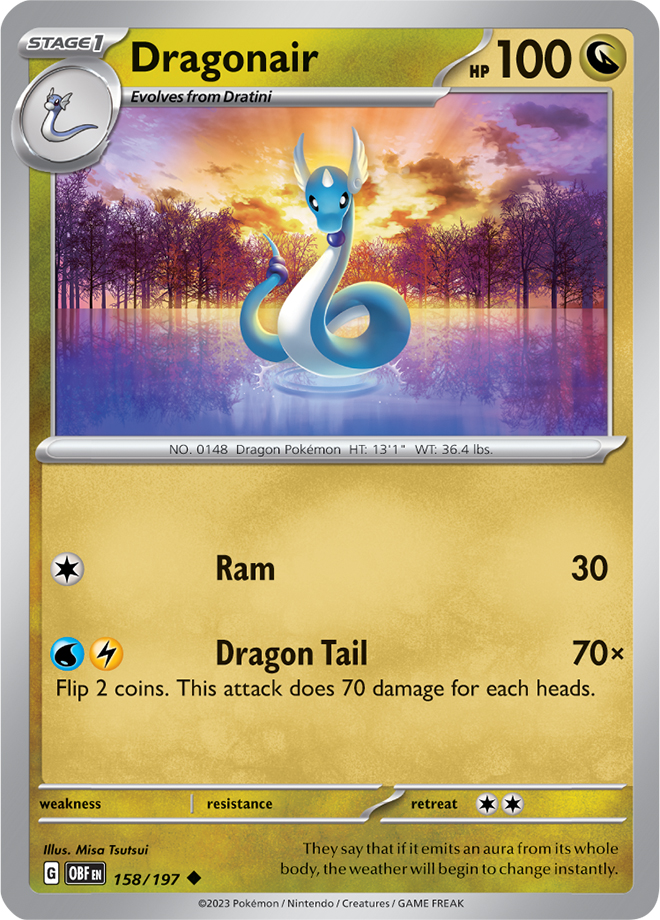 STAGE1
Dragonair
HP 100
Evolves from Dratini
NO. 0148 Dragon Pokémon HT: 13'1" WT: 36.4 lbs.
Ram 30
Dragon Tail 70×
Flip 2 coins. This attack does 70 damage for each heads.
weakness resistance retreat
Illus. Misa Tsutsui
They say that if it emits an aura from its whole
body, the weather will begin to change instantly.
G OBF EN 158/197
©2023 Pokémon / Nintendo / Creatures / GAME FREAK